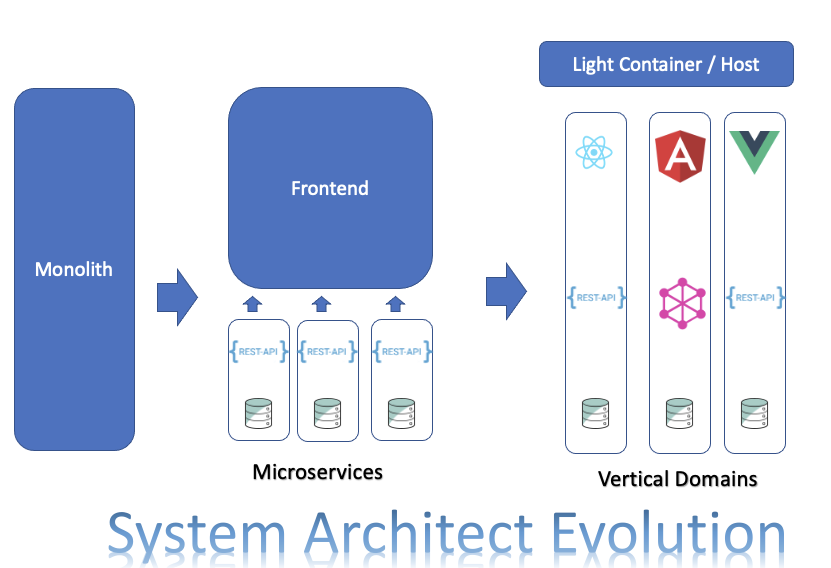 Light Container / Host
Monolith
Frontend
{REST-API}
{REST-API}
{REST-API}
Microservices
A
{REST-API}
{REST-API}
Vertical Domains
System Architect Evolution